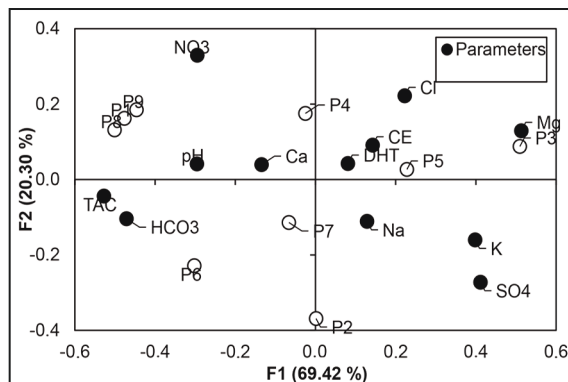 0.4
NO3
Parameters
P9
P1
P8
P4
Cl
0.2
Mg
CE
P3
pH
Ca
DHT
P5
0.0
TAC
HCO3
P7
Na
K
-0.2
P6
SO4
P2
-0.4
-0.6 -0.4 -0.2 0.0 0.2 0.4 0.6
F1 (69.42 %)
F2 (20.30 %)